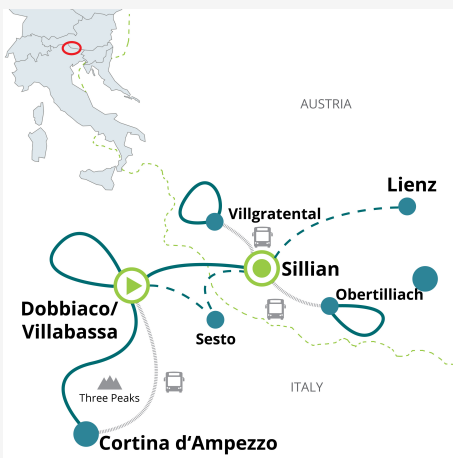 AUSTRIA
Lienz
Villgratental
Sillian
Obertilliach
Dobbiaco/
Villabassa
Sesto
ITALY
Three Peaks
Cortina d‘Ampezzo